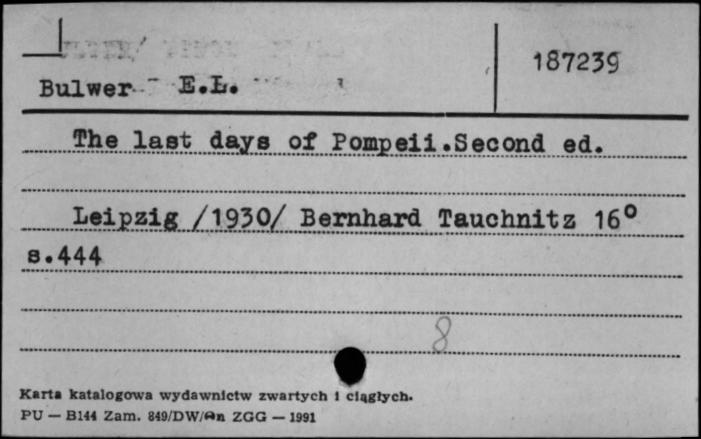 187239
Bulwer E.L.
The last days of Pompeii.Second ed.
Leipzig /1930/ Bernhard Tauchnitz 16°
s.444
8
Karta katalogowa wydawnictw zwartych i ciągłych.
PU — B144 Zam. 849/DW/An ZGG — 1991